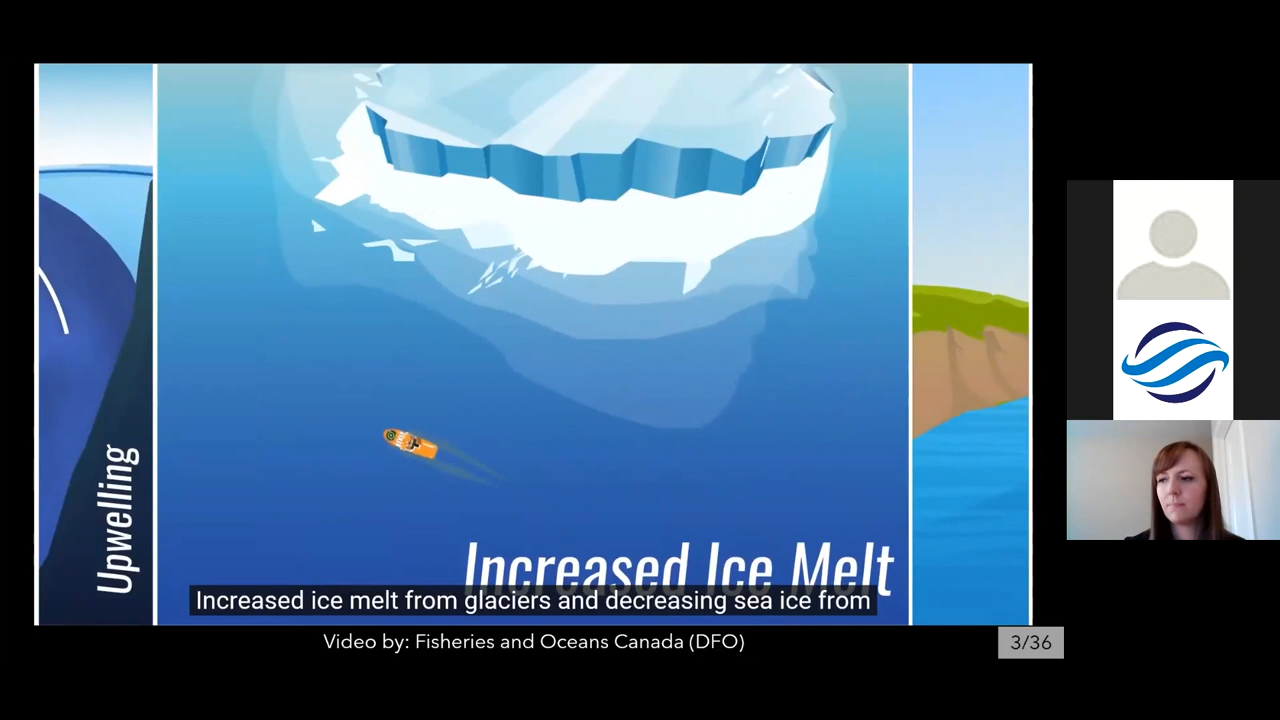 Upwelling
Increased Ice Melt
Increased ice melt from glaciers and decreasing sea ice from
Video by: Fisheries and Oceans Canada (DFO)
3/36